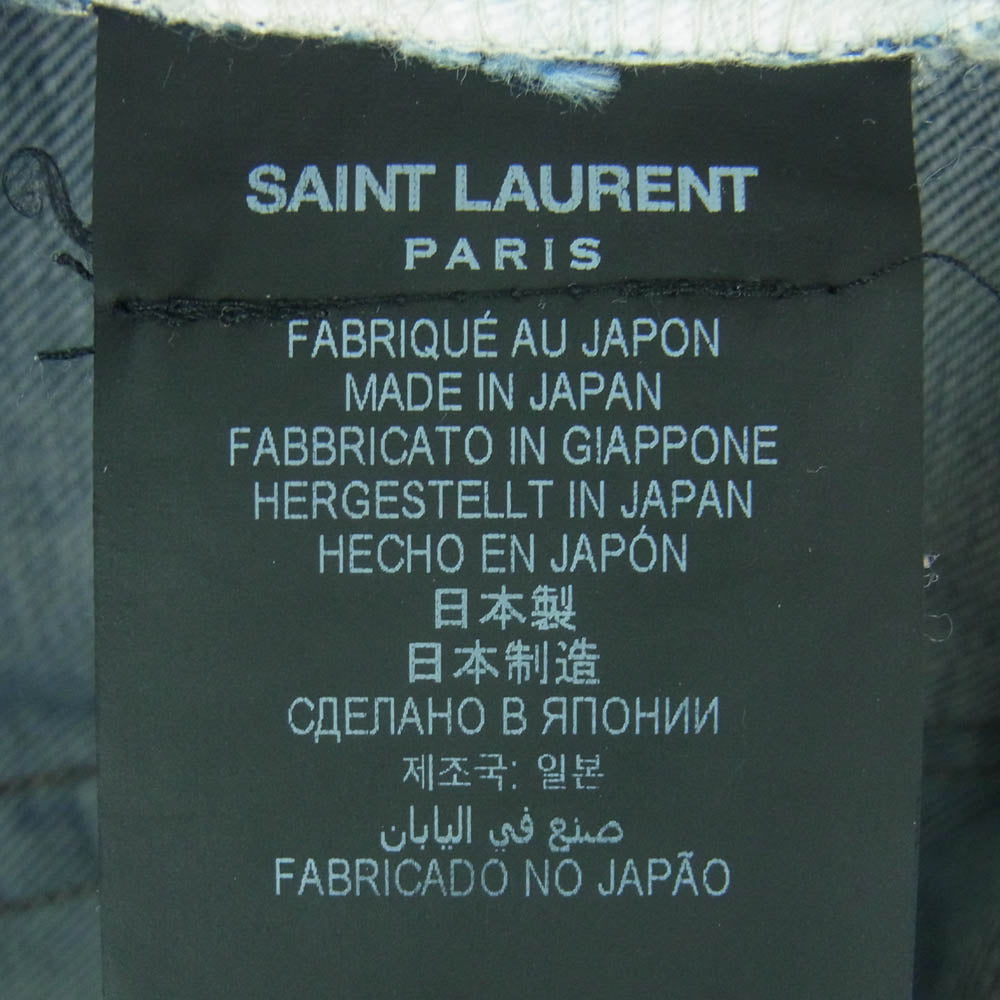 SAINT LAURENT
PARIS
FABRIQUÉ AU JAPON
MADE IN JAPAN
FABBRICATO IN GIAPPONE
HERGESTELLT IN JAPAN
HECHO EN JAPÓN
日本製
日本制造
СДЕЛАНО В ЯПОНИИ
제조국: 일본
صنع في اليابان
FABRICADO NO JAPÃO